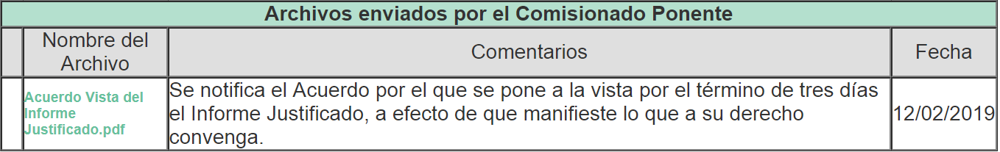 Archivos enviados por el Comisionado Ponente
Nombre del
Archivo
Comentarios
Fecha
Acuerdo Vista del
Informe
Justificado.pdf
Se notifica el Acuerdo por el que se pone a la vista por el término de tres días
el Informe Justificado, a efecto de que manifieste lo que a su derecho
convenga.
12/02/2019